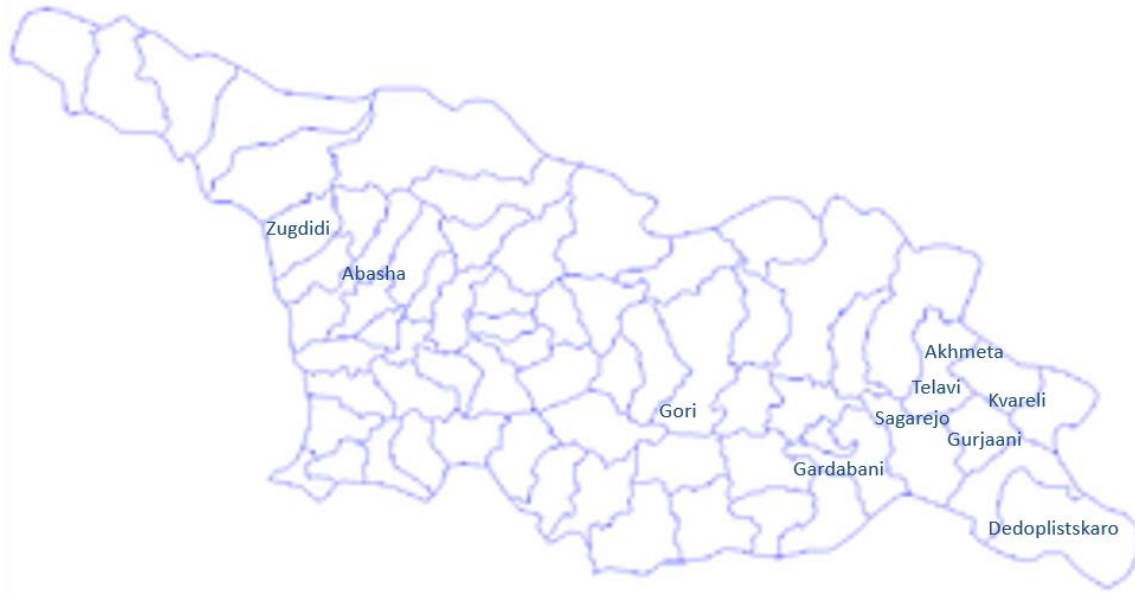 Zugdidi
Abasha
Akhmeta
Telavi
Kvareli
Gori
Sagarejo
Gurjaani
Gardabani
Dedoplistskaro